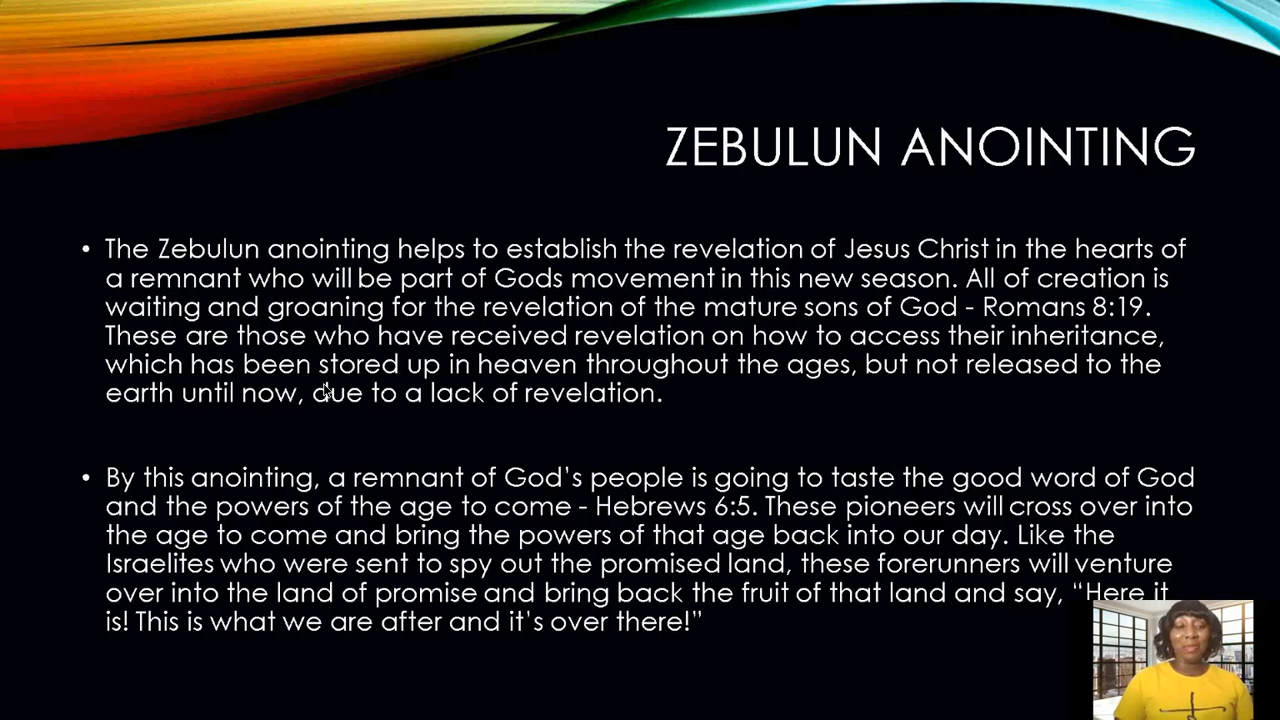 ZEBULUN ANOINTING
• The Zebulun anointing helps to establish the revelation of Jesus Christ in the hearts of
a remnant who will be part of Gods movement in this new season. All of creation is
waiting and groaning for the revelation of the mature sons of God - Romans 8:19.
These are those who have received revelation on how to access their inheritance,
which has been stored up in heaven throughout the ages, but not released to the
earth until now, due to a lack of revelation.
• By this anointing, a remnant of God's people is going to taste the good word of God
and the powers of the age to come - Hebrews 6:5. These pioneers will cross over into
the age to come and bring the powers of that age back into our day. Like the
Israelites who were sent to spy out the promised land, these forerunners will venture
over into the land of promise and bring back the fruit of that land and say, “Here it
is! This is what we are after and it's over there!”